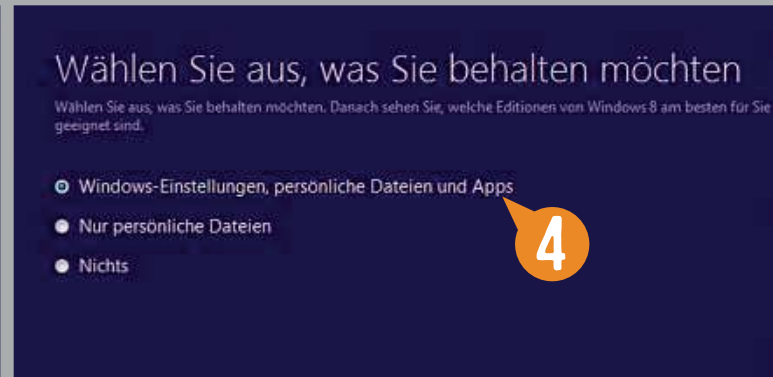 Wählen Sie aus, was Sie behalten möchten
Wählen Sie aus, was Sie behalten möchten. Danach sehen Sie, welche Editionen von Windows 8 am besten für Sie
geeignet sind.
Windows-Einstellungen, persönliche Dateien und Apps
Nur persönliche Dateien
4
Nichts